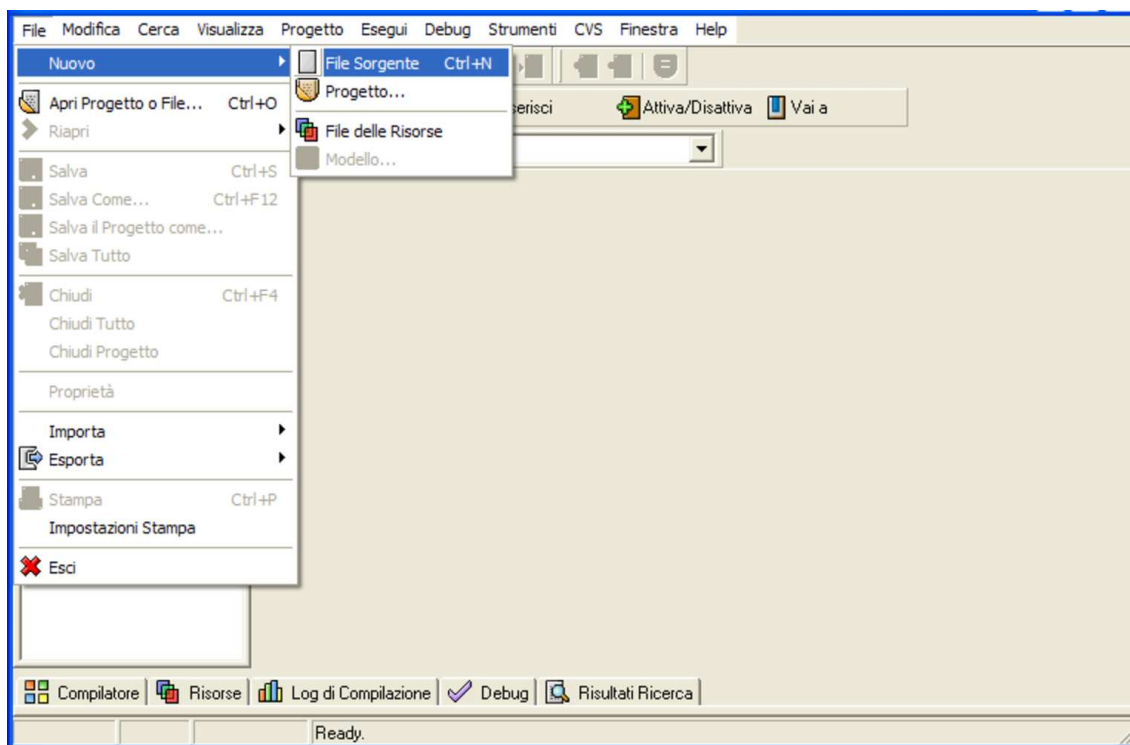 File Modifica Cerca Visualizza Progetto Esegui Debug Strumenti CVS Finestra Help
Nuovo
File Sorgente Ctrl+N
Progetto...
File delle Risorse
Modello...
Apri Progetto o File... Ctrl+O
Riapri
Salva Ctrl+S
Salva Come... Ctrl+F12
Salva il Progetto come...
Salva Tutto
Chiudi Ctrl+F4
Chiudi Tutto
Chiudi Progetto
Proprietà
Importa
Esporta
Stampa Ctrl+P
Impostazioni Stampa
Esci
serisci Attiva/Disattiva Vai a
Compilatore Risorse Log di Compilazione Debug Risultati Ricerca
Ready.